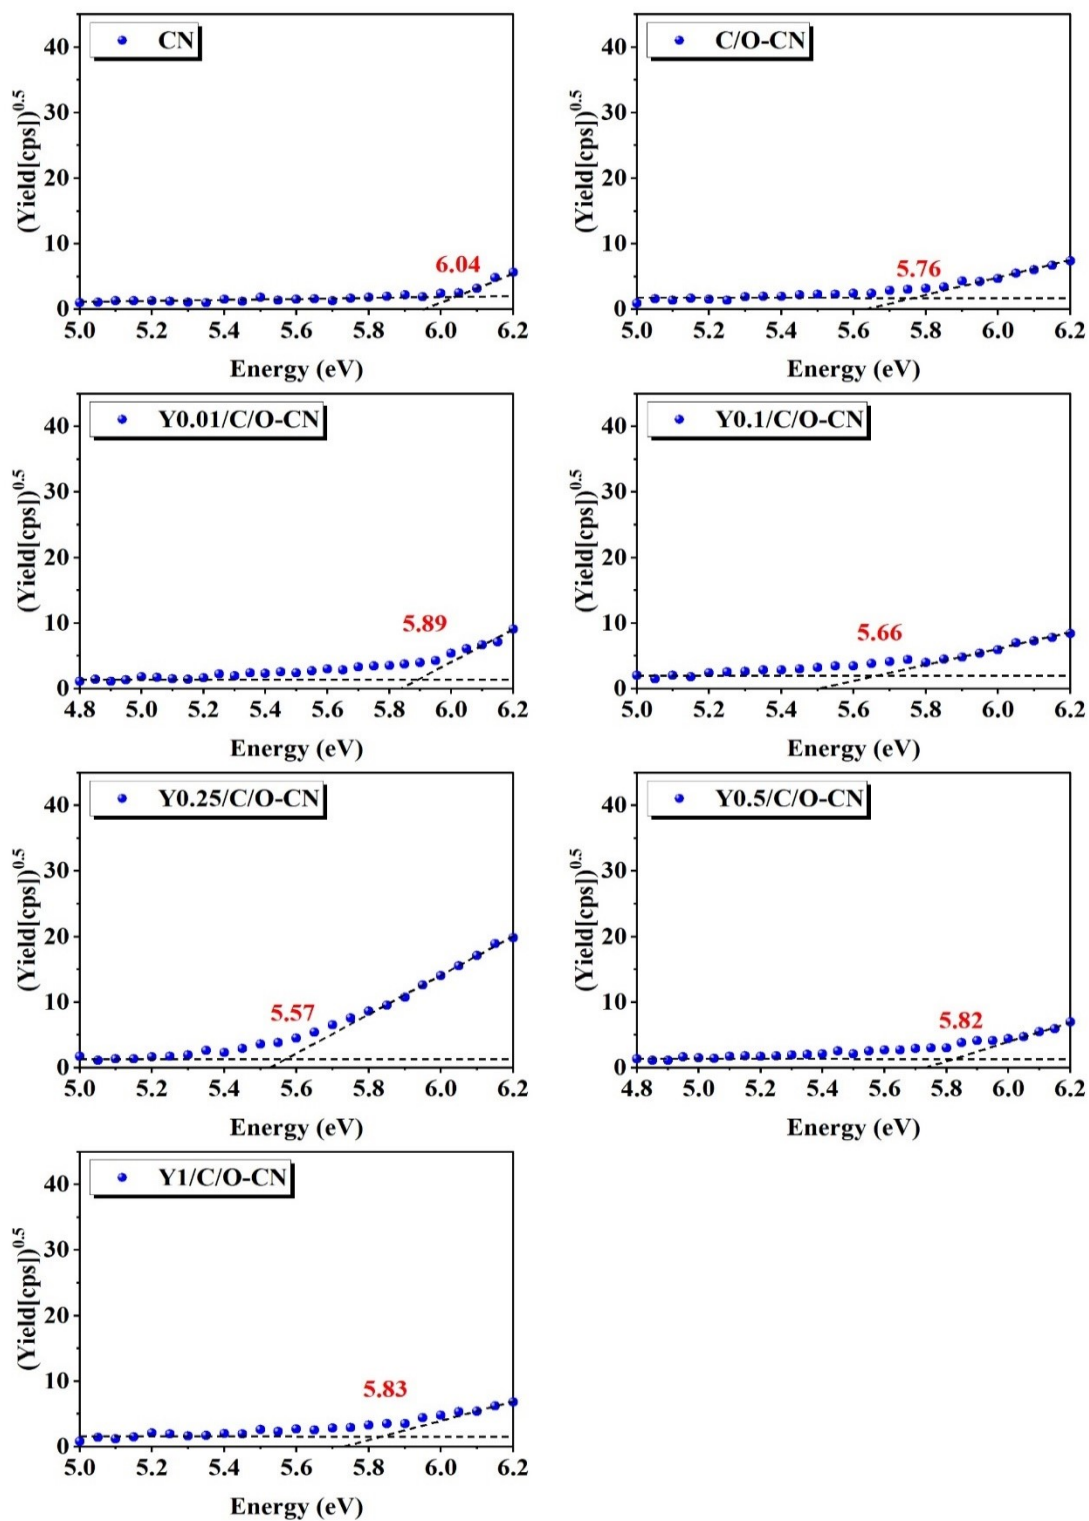 CN
40
30
20
10
0
(Yield[cps])^0.5
6.04
5.0 5.2 5.4 5.6 5.8 6.0 6.2
Energy (eV)
C/O-CN
40
30
20
10
0
(Yield[cps])^0.5
5.76
5.0 5.2 5.4 5.6 5.8 6.0 6.2
Energy (eV)
Y0.01/C/O-CN
40
30
20
10
0
(Yield[cps])^0.5
5.89
4.8 5.0 5.2 5.4 5.6 5.8 6.0 6.2
Energy (eV)
Y0.1/C/O-CN
40
30
20
10
0
(Yield[cps])^0.5
5.66
5.0 5.2 5.4 5.6 5.8 6.0 6.2
Energy (eV)
Y0.25/C/O-CN
40
30
20
10
0
(Yield[cps])^0.5
5.57
5.0 5.2 5.4 5.6 5.8 6.0 6.2
Energy (eV)
Y0.5/C/O-CN
40
30
20
10
0
(Yield[cps])^0.5
5.82
4.8 5.0 5.2 5.4 5.6 5.8 6.0 6.2
Energy (eV)
Y1/C/O-CN
40
30
20
10
0
(Yield[cps])^0.5
5.83
5.0 5.2 5.4 5.6 5.8 6.0 6.2
Energy (eV)